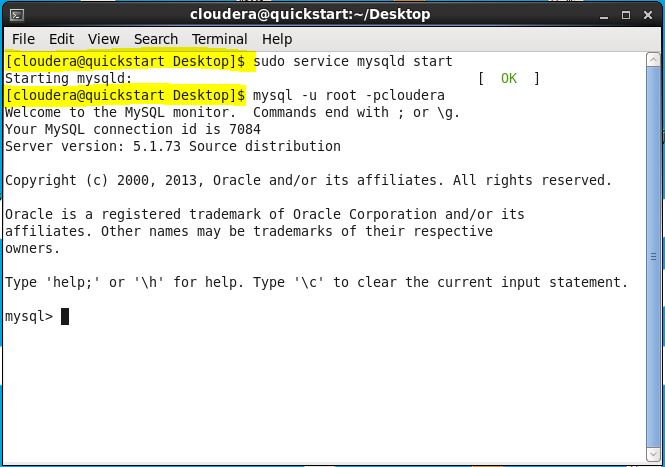 cloudera@quickstart:~/Desktop
File Edit View Search Terminal Help
[cloudera@quickstart Desktop]$ sudo service mysqld start
Starting mysqld:                                           [  OK  ]
[cloudera@quickstart Desktop]$ mysql -u root -pcloudera
Welcome to the MySQL monitor.  Commands end with ; or \g.
Your MySQL connection id is 7084
Server version: 5.1.73 Source distribution

Copyright (c) 2000, 2013, Oracle and/or its affiliates. All rights reserved.

Oracle is a registered trademark of Oracle Corporation and/or its
affiliates. Other names may be trademarks of their respective
owners.

Type 'help;' or '\h' for help. Type '\c' to clear the current input statement.

mysql>